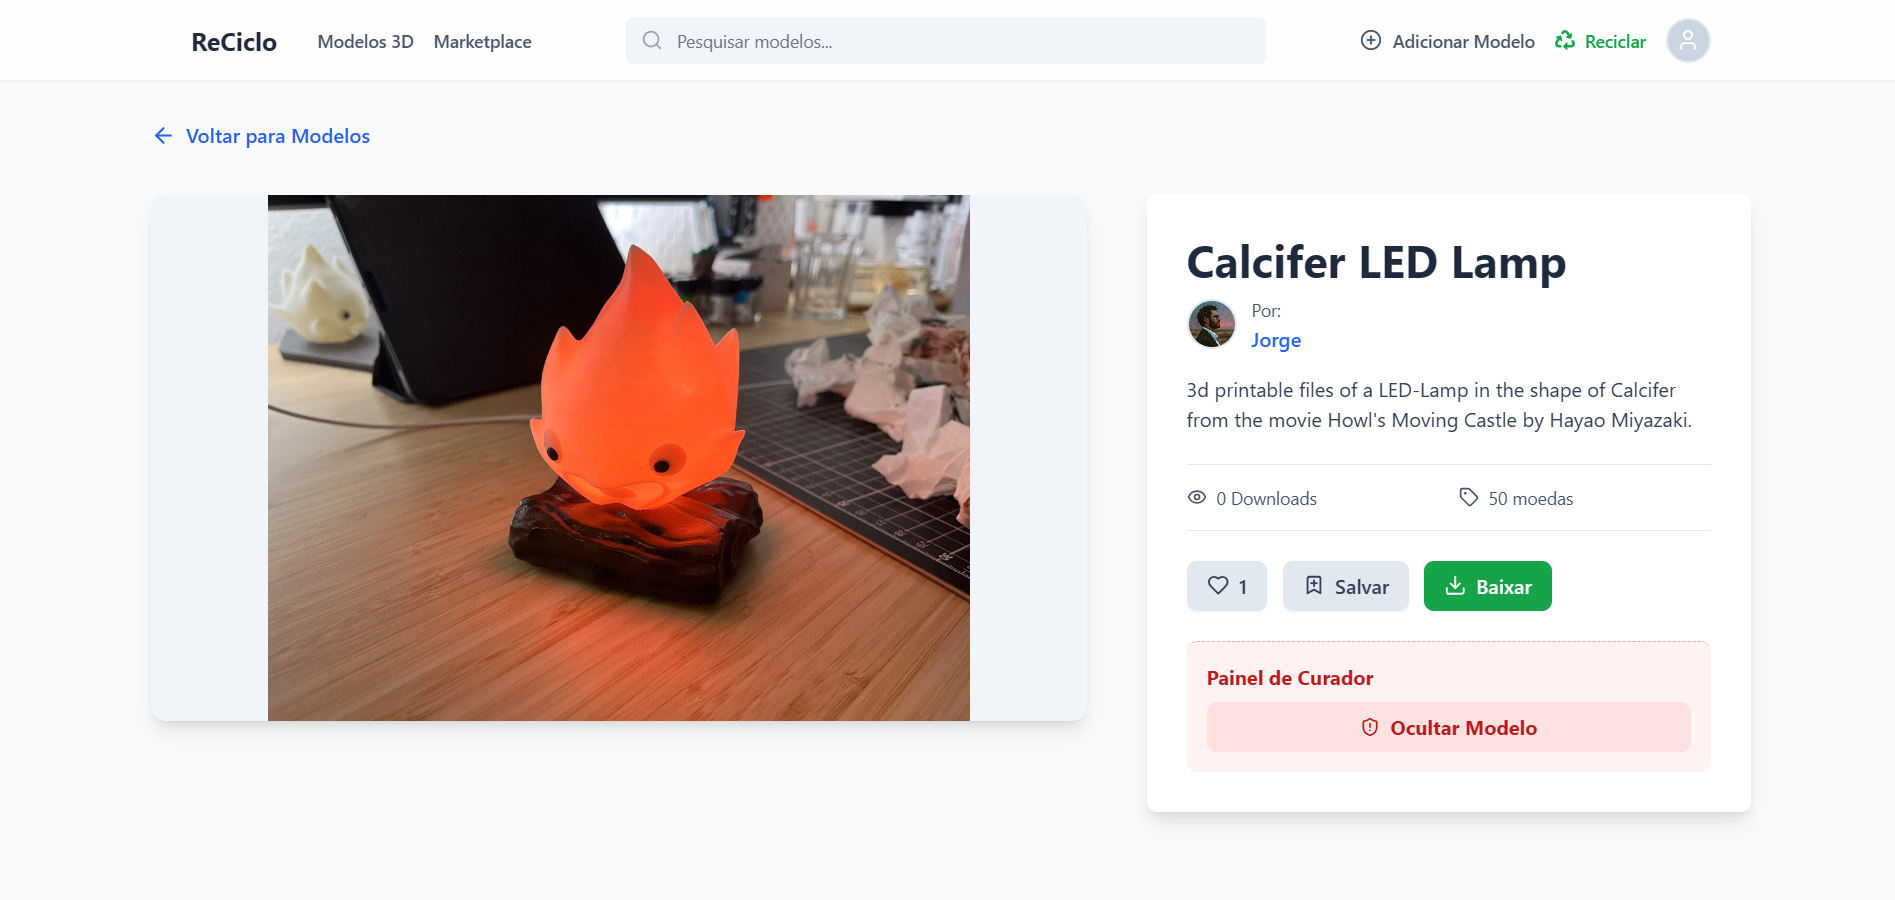 ReCiclo
Modelos 3D
Marketplace
Pesquisar modelos...
Adicionar Modelo
Reciclar
Voltar para Modelos
Calcifer LED Lamp
Por:
Jorge
3d printable files of a LED-Lamp in the shape of Calcifer
from the movie Howl's Moving Castle by Hayao Miyazaki.
0 Downloads
50 moedas
1
Salvar
Baixar
Painel de Curador
Ocultar Modelo